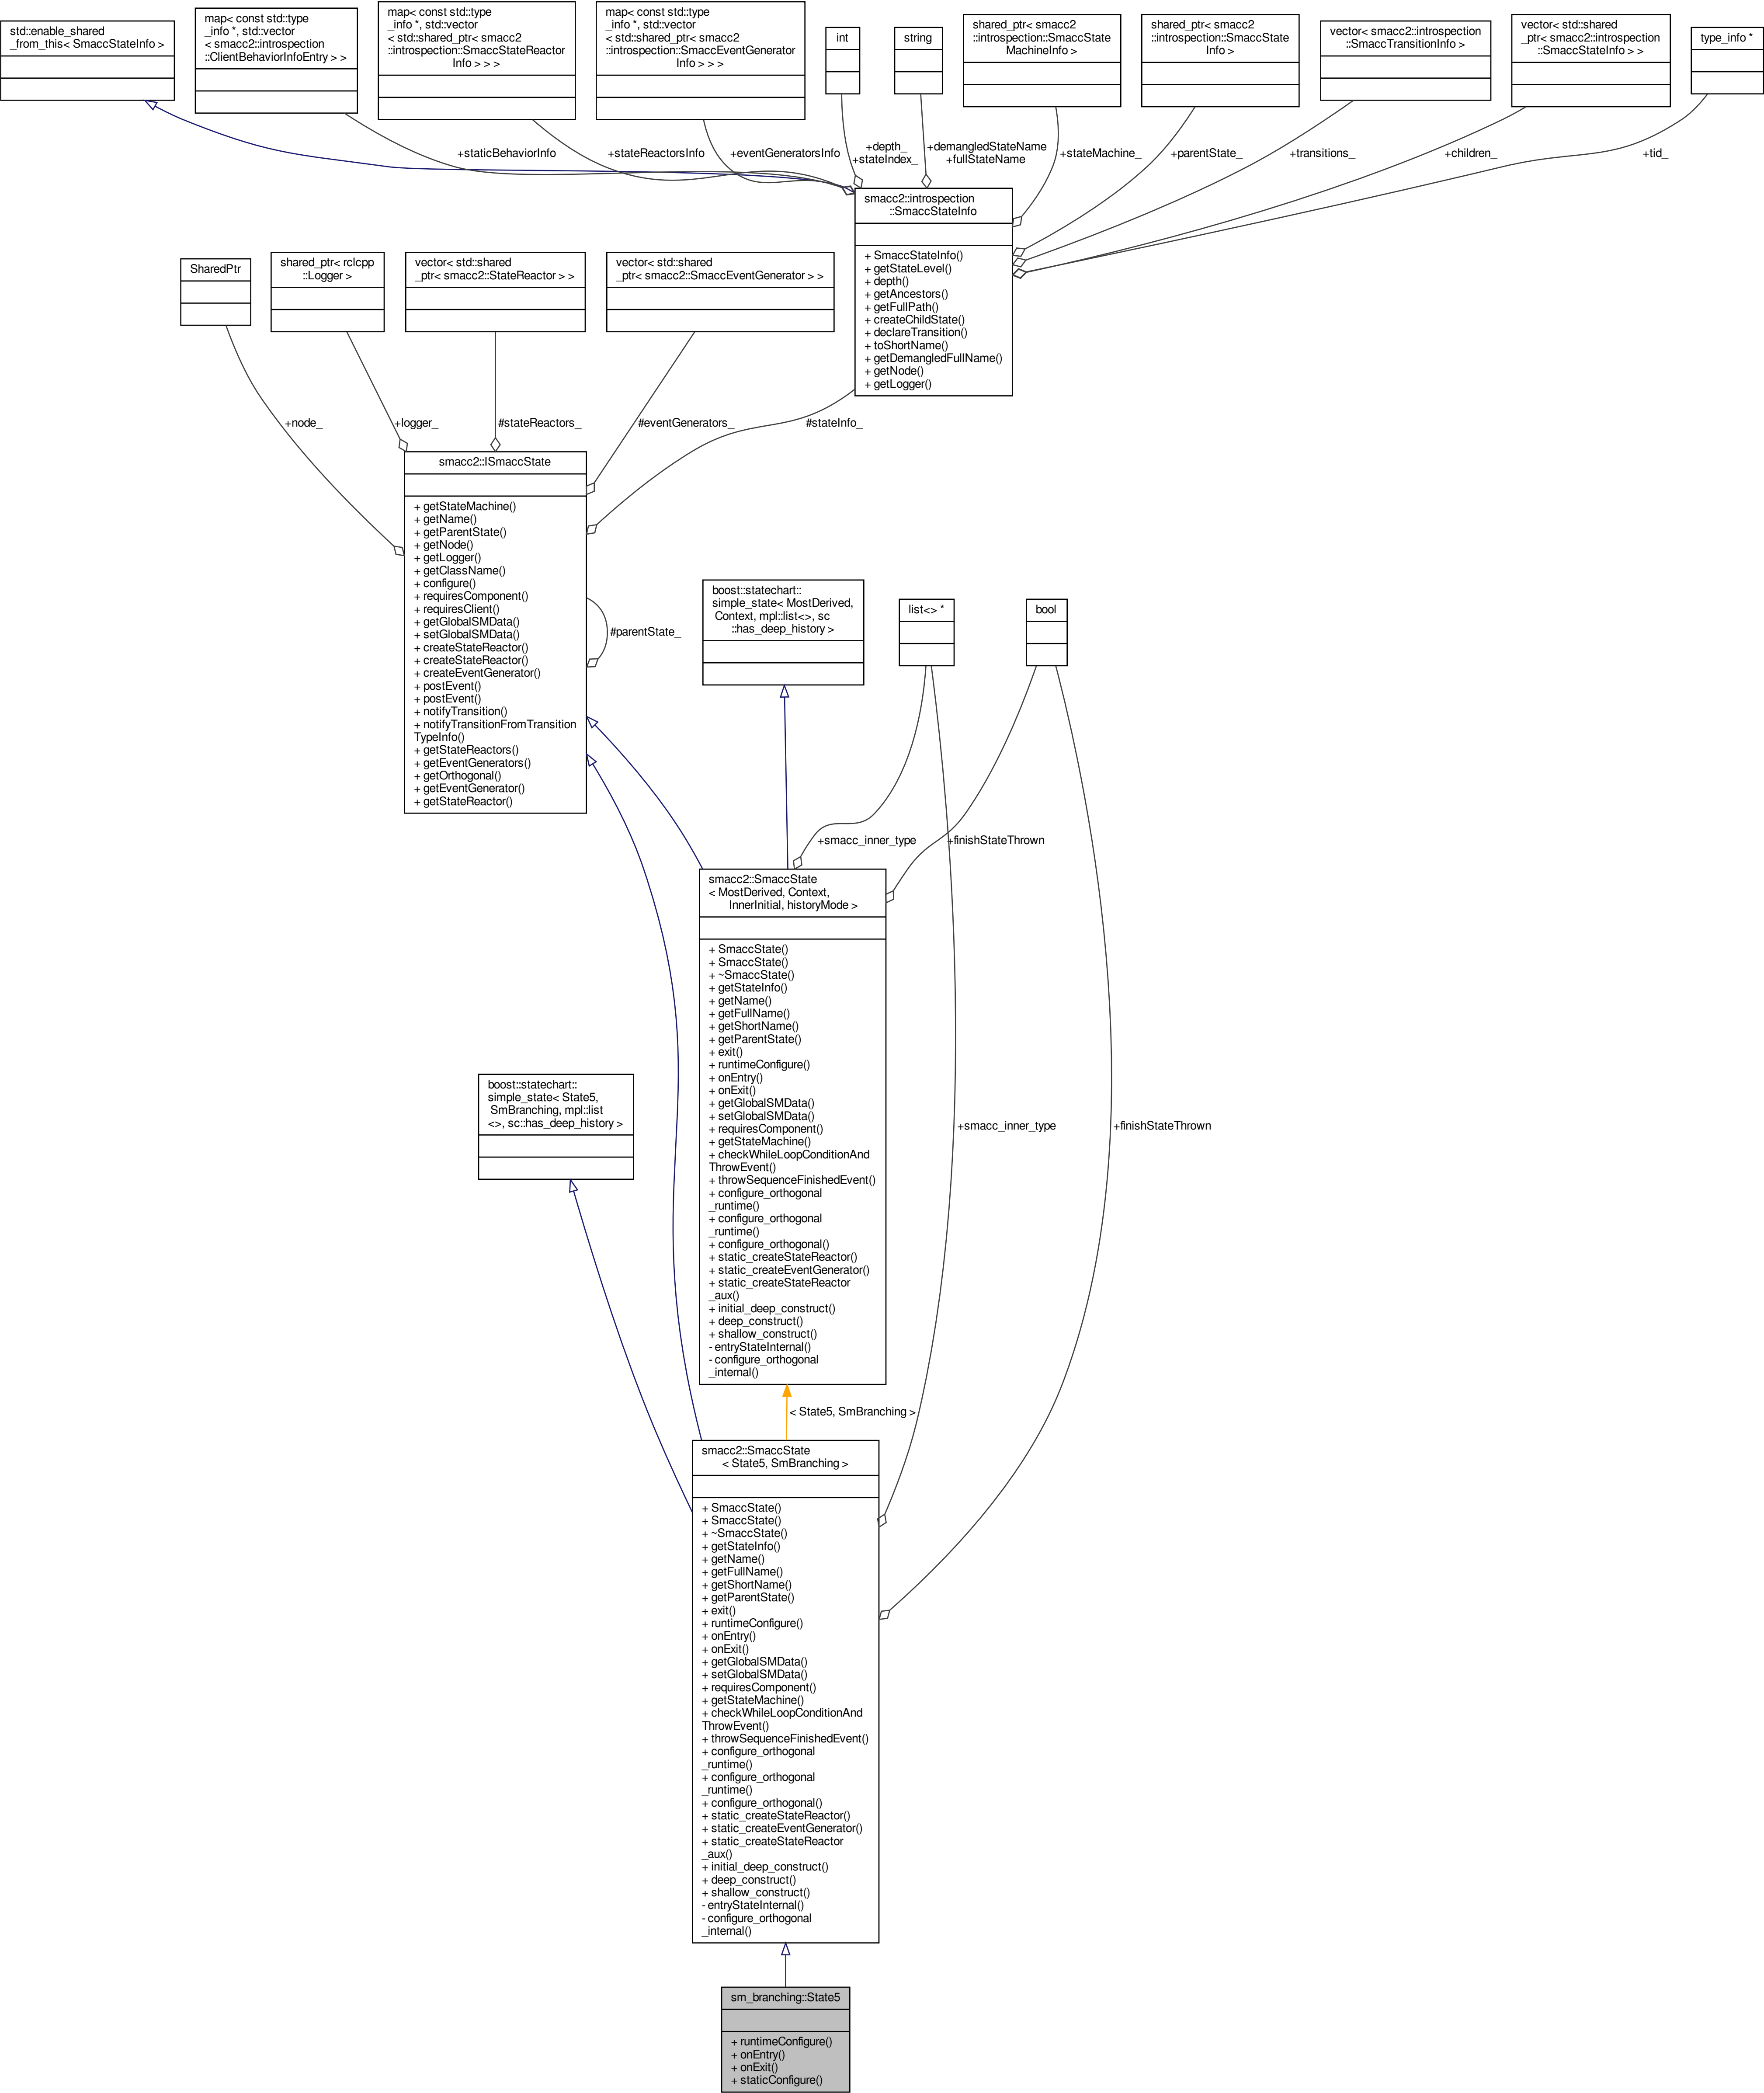 std::enable_shared
_from_this< SmaccStateInfo >
map< const std::type
_info *, std::vector
< smacc2::introspection
::ClientBehaviorInfoEntry > >
map< const std::type
_info *, std::vector
< std::shared_ptr< smacc2
::introspection::SmaccStateReactor
Info > > >
map< const std::type
_info *, std::vector
< std::shared_ptr< smacc2
::introspection::SmaccEventGenerator
Info > > >
int
string
shared_ptr< smacc2
::introspection::SmaccState
MachineInfo >
shared_ptr< smacc2
::introspection::SmaccState
Info >
vector< smacc2::introspection
::SmaccTransitionInfo >
vector< std::shared
_ptr< smacc2::introspection
::SmaccStateInfo > >
type_info *
+staticBehaviorInfo
+stateReactorsInfo
+eventGeneratorsInfo
+depth_
+stateIndex_
+demangledStateName
+fullStateName
+stateMachine_
+parentState_
+transitions_
+children_
+tid_
smacc2::introspection
::SmaccStateInfo
+ SmaccStateInfo()
+ getStateLevel()
+ depth()
+ getAncestors()
+ getFullPath()
+ createChildState()
+ declareTransition()
+ toShortName()
+ getDemangledFullName()
+ getNode()
+ getLogger()
SharedPtr
shared_ptr< rclcpp
::Logger >
vector< std::shared
_ptr< smacc2::StateReactor > >
vector< std::shared
_ptr< smacc2::SmaccEventGenerator > >
+node_
+logger_
#stateReactors_
#eventGenerators_
#stateInfo_
smacc2::ISmaccState
+ getStateMachine()
+ getName()
+ getParentState()
+ getNode()
+ getLogger()
+ getClassName()
+ configure()
+ requiresComponent()
+ requiresClient()
+ getGlobalSMData()
+ setGlobalSMData()
+ createStateReactor()
+ createStateReactor()
+ createEventGenerator()
+ postEvent()
+ postEvent()
+ notifyTransition()
+ notifyTransitionFromTransition
TypeInfo()
+ getStateReactors()
+ getEventGenerators()
+ getOrthogonal()
+ getEventGenerator()
+ getStateReactor()
#parentState_
boost::statechart::
simple_state< MostDerived,
Context, mpl::list<>, sc
::has_deep_history >
list<> *
bool
+smacc_inner_type
+finishStateThrown
smacc2::SmaccState
< MostDerived, Context,
InnerInitial, historyMode >
+ SmaccState()
+ SmaccState()
+ ~SmaccState()
+ getStateInfo()
+ getName()
+ getFullName()
+ getShortName()
+ getParentState()
+ exit()
+ runtimeConfigure()
+ onEntry()
+ onExit()
+ getGlobalSMData()
+ setGlobalSMData()
+ requiresComponent()
+ getStateMachine()
+ checkWhileLoopConditionAnd
ThrowEvent()
+ throwSequenceFinishedEvent()
+ configure_orthogonal
_runtime()
+ configure_orthogonal
_runtime()
+ configure_orthogonal()
+ static_createStateReactor()
+ static_createEventGenerator()
+ static_createStateReactor
_aux()
+ initial_deep_construct()
+ deep_construct()
+ shallow_construct()
- entryStateInternal()
- configure_orthogonal
_internal()
boost::statechart::
simple_state< State5,
SmBranching, mpl::list
<>, sc::has_deep_history >
+smacc_inner_type
+finishStateThrown
< State5, SmBranching >
smacc2::SmaccState
< State5, SmBranching >
+ SmaccState()
+ SmaccState()
+ ~SmaccState()
+ getStateInfo()
+ getName()
+ getFullName()
+ getShortName()
+ getParentState()
+ exit()
+ runtimeConfigure()
+ onEntry()
+ onExit()
+ getGlobalSMData()
+ setGlobalSMData()
+ requiresComponent()
+ getStateMachine()
+ checkWhileLoopConditionAnd
ThrowEvent()
+ throwSequenceFinishedEvent()
+ configure_orthogonal
_runtime()
+ configure_orthogonal
_runtime()
+ configure_orthogonal()
+ static_createStateReactor()
+ static_createEventGenerator()
+ static_createStateReactor
_aux()
+ initial_deep_construct()
+ deep_construct()
+ shallow_construct()
- entryStateInternal()
- configure_orthogonal
_internal()
sm_branching::State5
+ runtimeConfigure()
+ onEntry()
+ onExit()
+ staticConfigure()